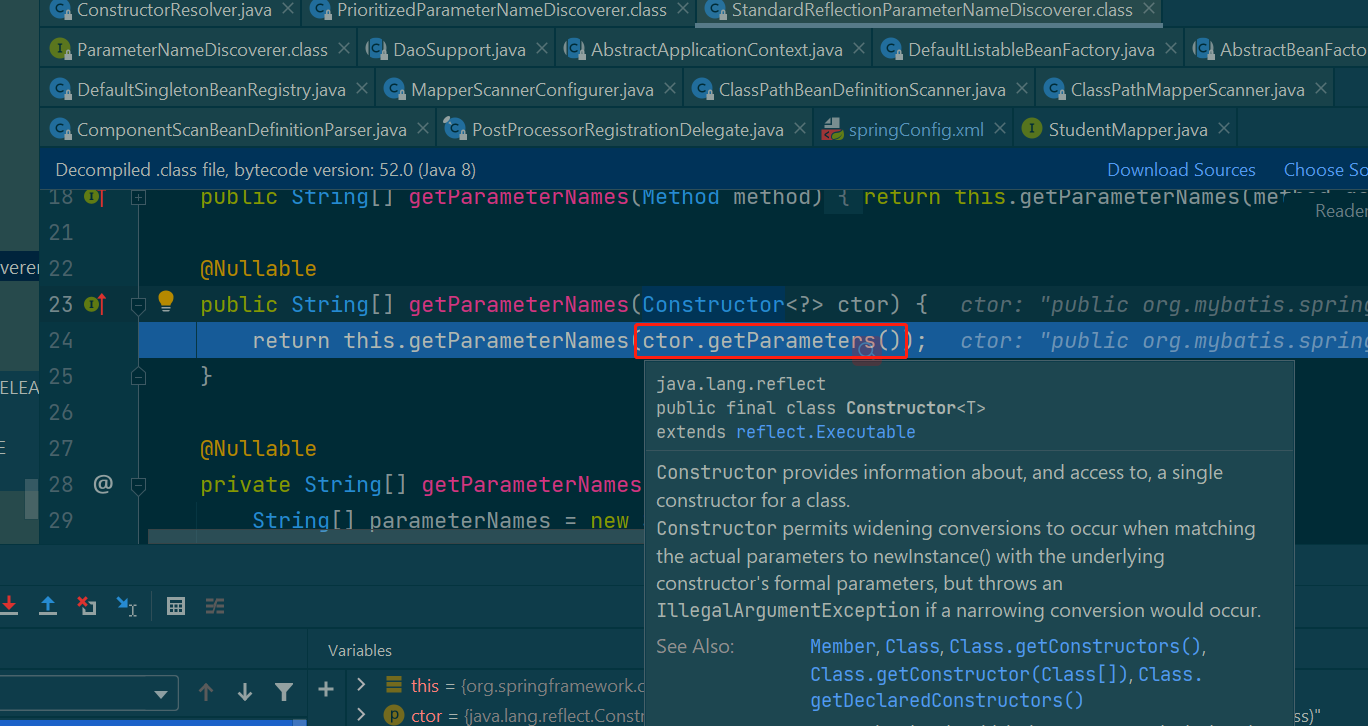 ConstructorResolver.java PrioritizedParameterNameDiscoverer.class StandardReflectionParameterNameDiscoverer.class
ParameterNameDiscoverer.class DaoSupport.java AbstractApplicationContext.java DefaultListableBeanFactory.java AbstractBeanFacto
DefaultSingletonBeanRegistry.java MapperScannerConfigurer.java ClassPathBeanDefinitionScanner.java ClassPathMapperScanner.java
ComponentScanBeanDefinitionParser.java PostProcessorRegistrationDelegate.java springConfig.xml StudentMapper.java
Decompiled .class file, bytecode version: 52.0 (Java 8) Download Sources Choose So
18 public String[] getParameterNames(Method method) { return this.getParameterNames(me
Reader
21
verer 22 @Nullable
23 public String[] getParameterNames(Constructor<?> ctor) { ctor: "public org.mybatis.spring
24 return this.getParameterNames(ctor.getParameters()); ctor: "public org.mybatis.spring
25 }
ELEA
26
E 27 @Nullable
28 @ private String[] getParameterNames
29 String[] parameterNames = new
java.lang.reflect
public final class Constructor<T>
extends reflect.Executable
Constructor provides information about, and access to, a single
constructor for a class.
Constructor permits widening conversions to occur when matching
the actual parameters to newInstance() with the underlying
constructor's formal parameters, but throws an
IllegalArgumentException if a narrowing conversion would occur.
See Also: Member, Class, Class.getConstructors(),
Class.getConstructor(Class[]), Class.
getDeclaredConstructors()
Variables
this = {org.springframework.c
ctor = {java.lang.reflect.Constr
ss)"